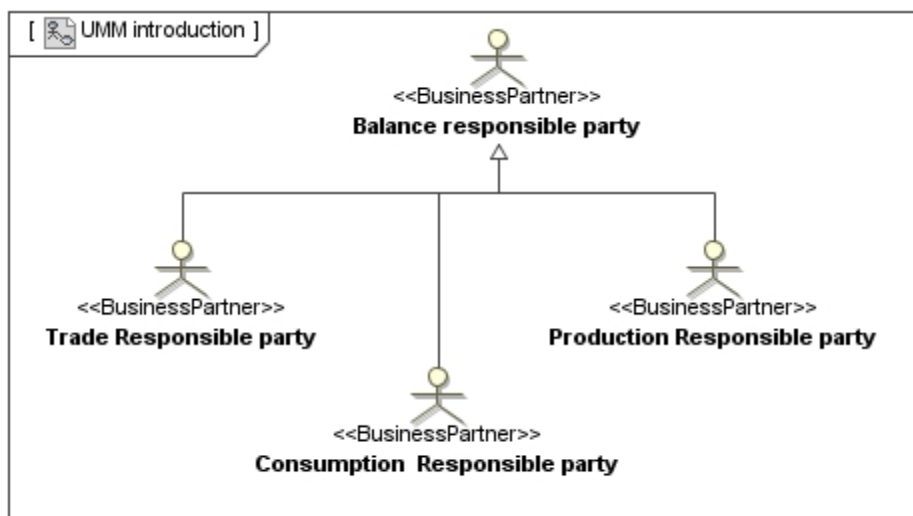 [ UMM introduction ]
<<BusinessPartner>>
Balance responsible party
<<BusinessPartner>>
Trade Responsible party
<<BusinessPartner>>
Production Responsible party
<<BusinessPartner>>
Consumption  Responsible party